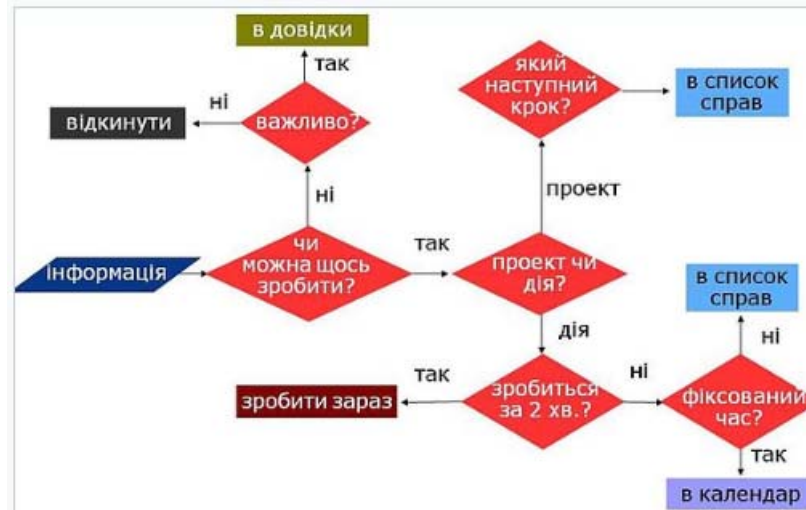 в довідки
так
ні
відкинути
важливо?
ні
інформація
чи
можна щось
зробити?
так
проект чи
дія?
проект
який
наступний
крок?
в список
справ
дія
зробиться
за 2 хв.?
так
зробити зараз
ні
фіксований
час?
ні
в список
справ
так
в календар